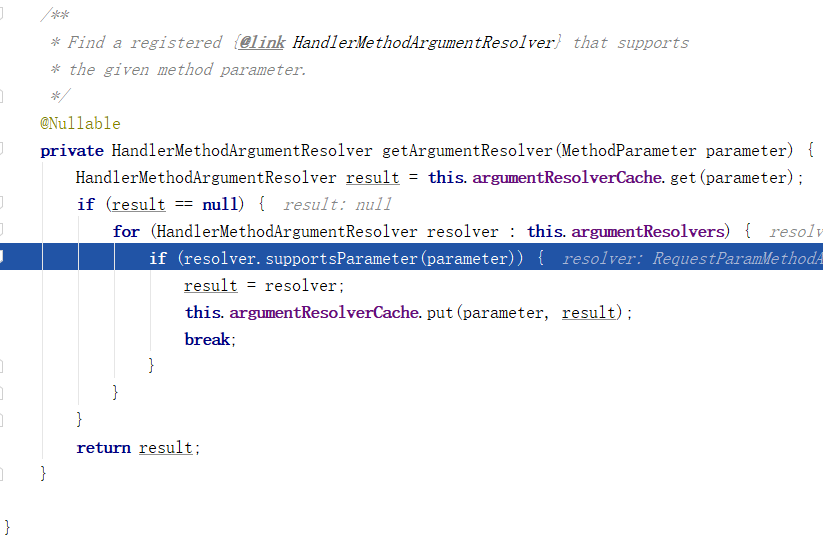 /**
 * Find a registered {@link HandlerMethodArgumentResolver} that supports
 * the given method parameter.
 */
@Nullable
private HandlerMethodArgumentResolver getArgumentResolver(MethodParameter parameter) {
    HandlerMethodArgumentResolver result = this.argumentResolverCache.get(parameter);
    if (result == null) {  result: null
        for (HandlerMethodArgumentResolver resolver : this.argumentResolvers) {  resolv
            if (resolver.supportsParameter(parameter)) {  resolver: RequestParamMethodA
                result = resolver;
                this.argumentResolverCache.put(parameter, result);
                break;
            }
        }
    }
    return result;
}
}